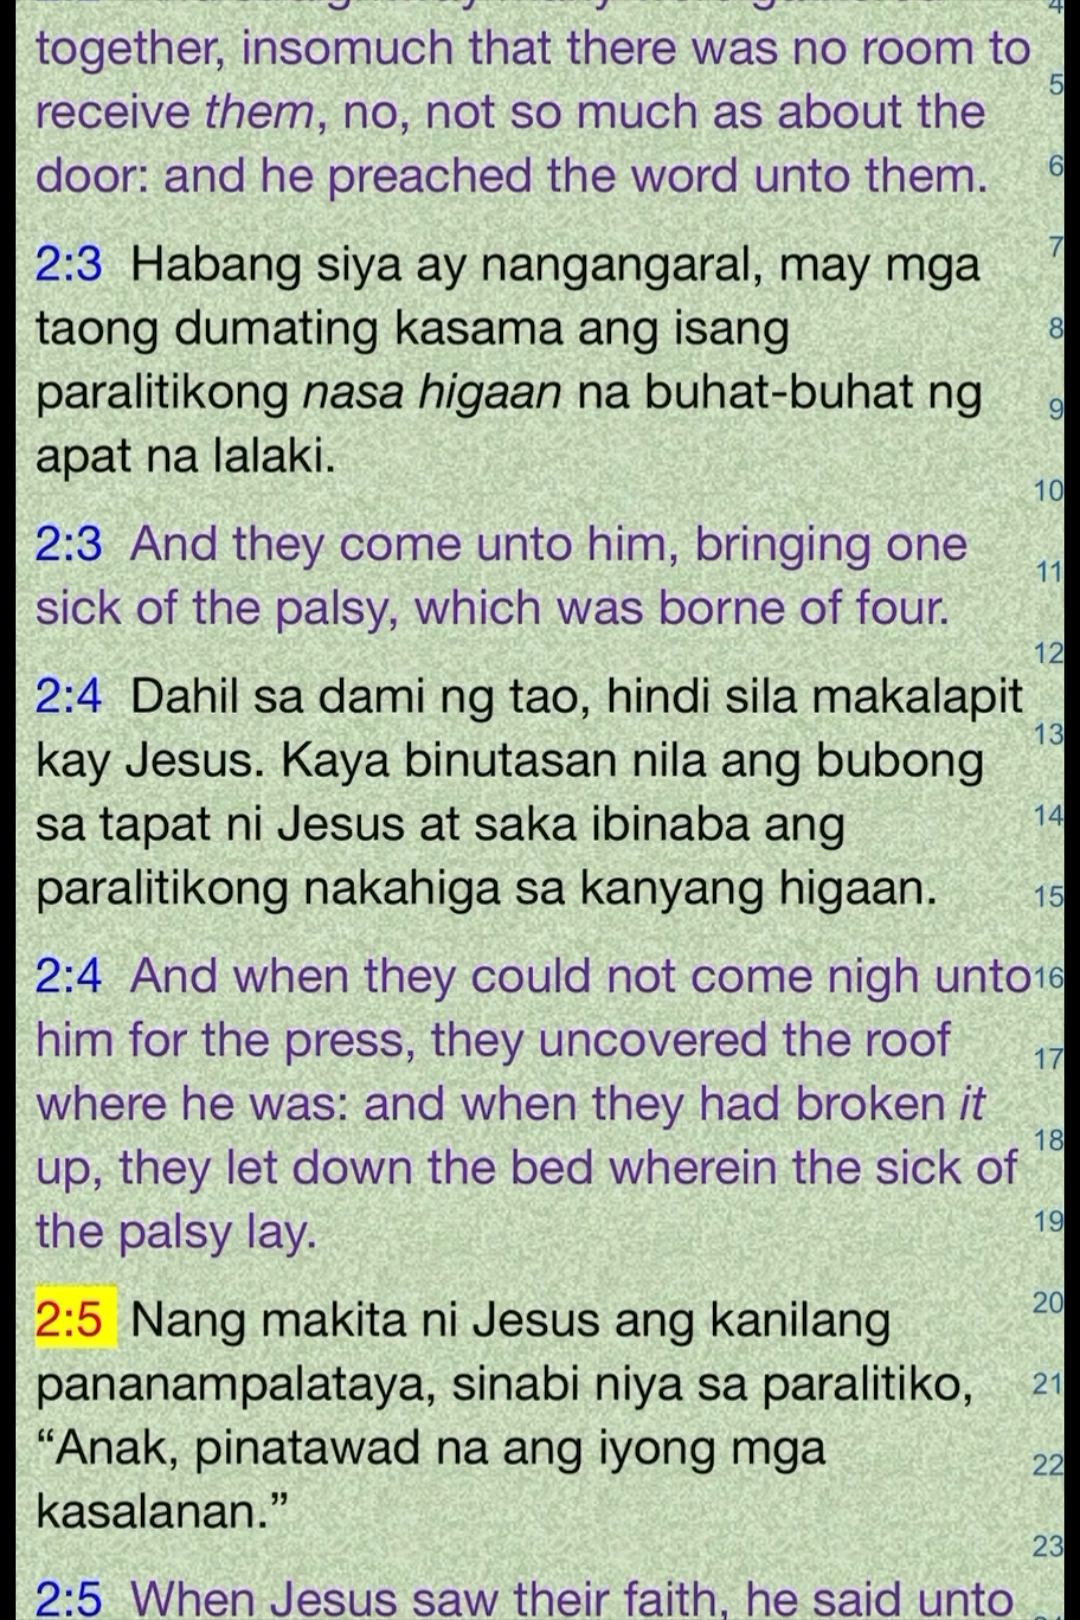 together, insomuch that there was no room to
receive them, no, not so much as about the
door: and he preached the word unto them.
2:3 Habang siya ay nangangaral, may mga
taong dumating kasama ang isang
paralitikong nasa higaan na buhat-buhat ng
apat na lalaki.
2:3 And they come unto him, bringing one
sick of the palsy, which was borne of four.
2:4 Dahil sa dami ng tao, hindi sila makalapit
kay Jesus. Kaya binutasan nila ang bubong
sa tapat ni Jesus at saka ibinaba ang
paralitikong nakahiga sa kanyang higaan.
2:4 And when they could not come nigh unto
him for the press, they uncovered the roof
where he was: and when they had broken it
up, they let down the bed wherein the sick of
the palsy lay.
2:5 Nang makita ni Jesus ang kanilang
pananampalataya, sinabi niya sa paralitiko,
“Anak, pinatawad na ang iyong mga
kasalanan.”
2:5 When Jesus saw their faith, he said unto
4
5
6
7
8
9
10
11
12
13
14
15
16
17
18
19
20
21
22
23